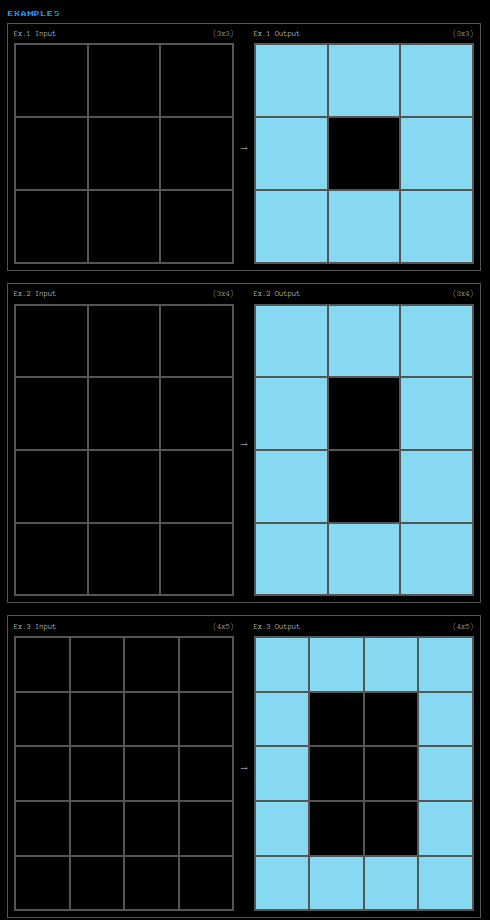 EXAMPLES
Ex.1 Input (3x3) Ex.1 Output (3x3)
→
Ex.2 Input (3x4) Ex.2 Output (3x4)
→
Ex.3 Input (4x5) Ex.3 Output (4x5)
→